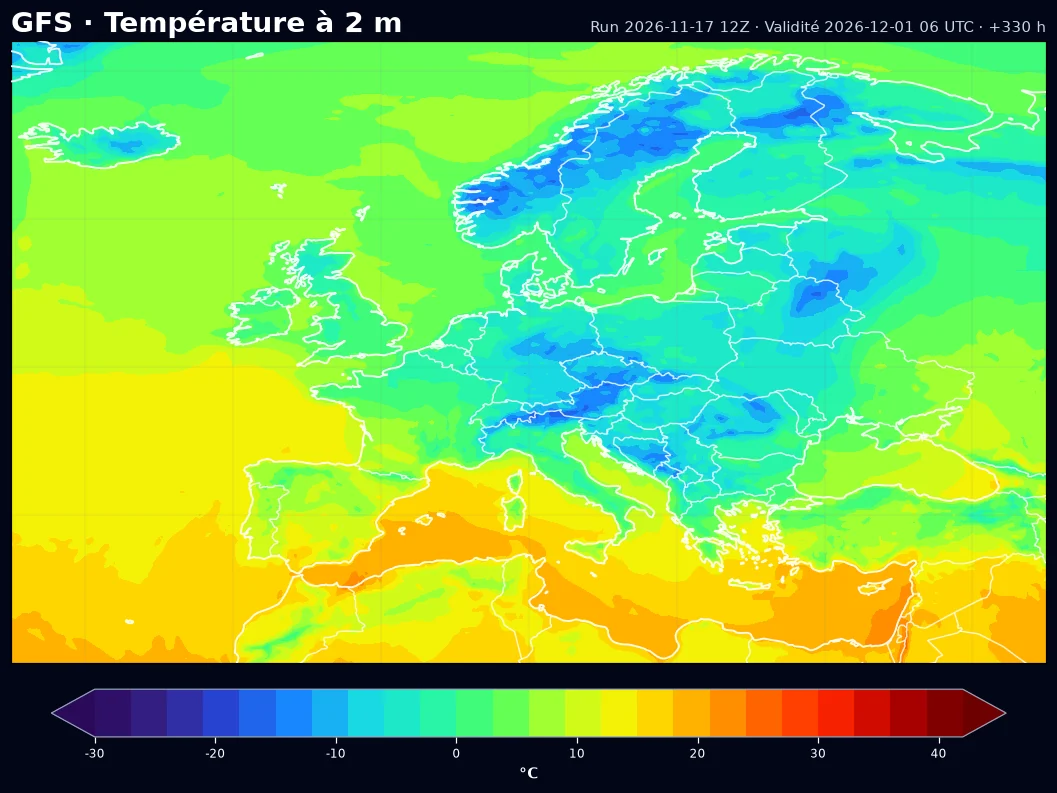 GFS · Température à 2 m
Run 2026-11-17 12Z · Validité 2026-12-01 06 UTC · +330 h
-30 -20 -10 0 10 20 30 40
°C